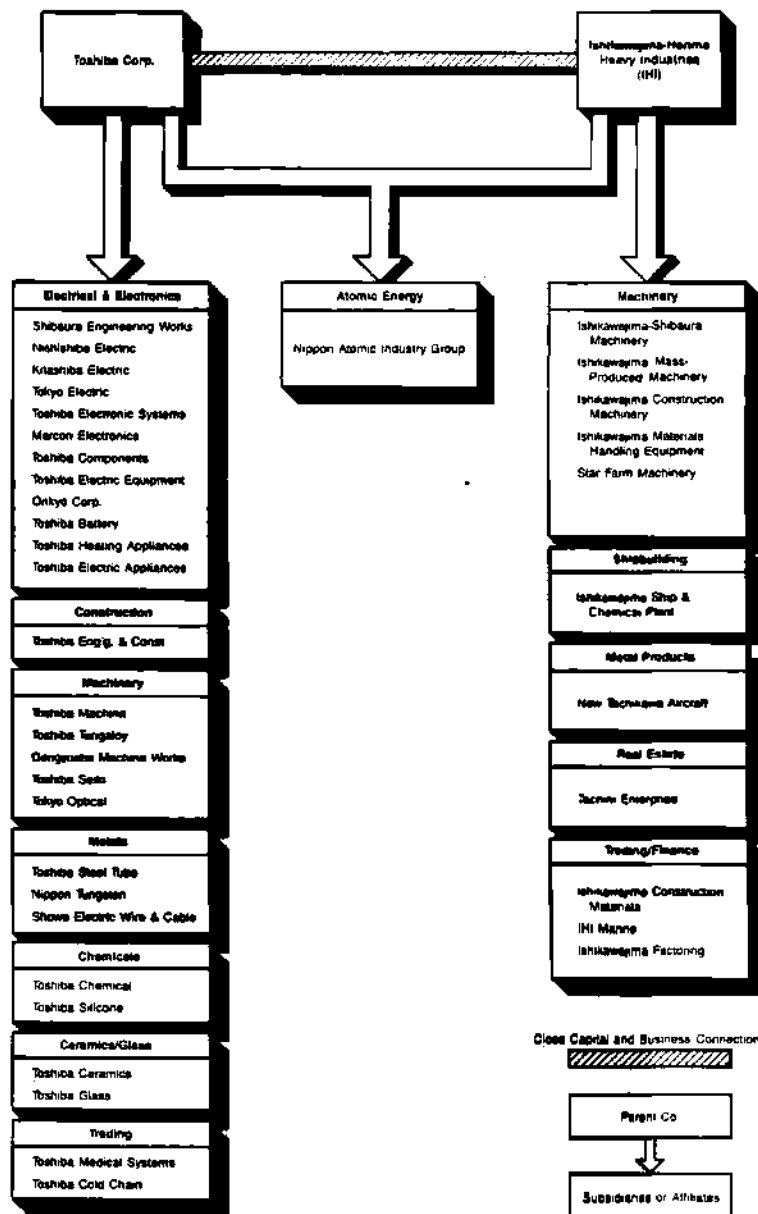 Toshiba Corp.
Ishikawajima-Harima
Heavy Industries
(IHI)
Electrical & Electronics
Shibaura Engineering Works
Nishishiba Electric
Kitashiba Electric
Tokyo Electric
Toshiba Electronic Systems
Marcon Electronics
Toshiba Components
Toshiba Electric Equipment
Onkyo Corp.
Toshiba Battery
Toshiba Heating Appliances
Toshiba Electric Appliances
Construction
Toshiba Eng'g. & Const
Machinery
Toshiba Machine
Toshiba Tungaloy
Machine Works
Toshiba Seiki
Tokyo Optical
Metals
Toshiba Steel Tube
Nippon Tungsten
Showa Electric Wire & Cable
Chemicals
Toshiba Chemical
Toshiba Silicone
Ceramics/Glass
Toshiba Ceramics
Toshiba Glass
Trading
Toshiba Medical Systems
Toshiba Cold Chain
Atomic Energy
Nippon Atomic Industry Group
Machinery
Ishikawajima-Shibaura
Machinery
Ishikawajima Mass-
Produced Machinery
Ishikawajima Construction
Machinery
Ishikawajima Materials
Handling Equipment
Star Farm Machinery
Shipbuilding
Ishikawajima Ship &
Chemical Plant
Metal Products
New Tachikawa Aircraft
Real Estate
Enterprise
Trading/Finance
Ishikawajima Construction
Materials
IHI Marine
Ishikawajima Factoring
Close Capital and Business Connection
Parent Co
Subsidiaries or Affiliates